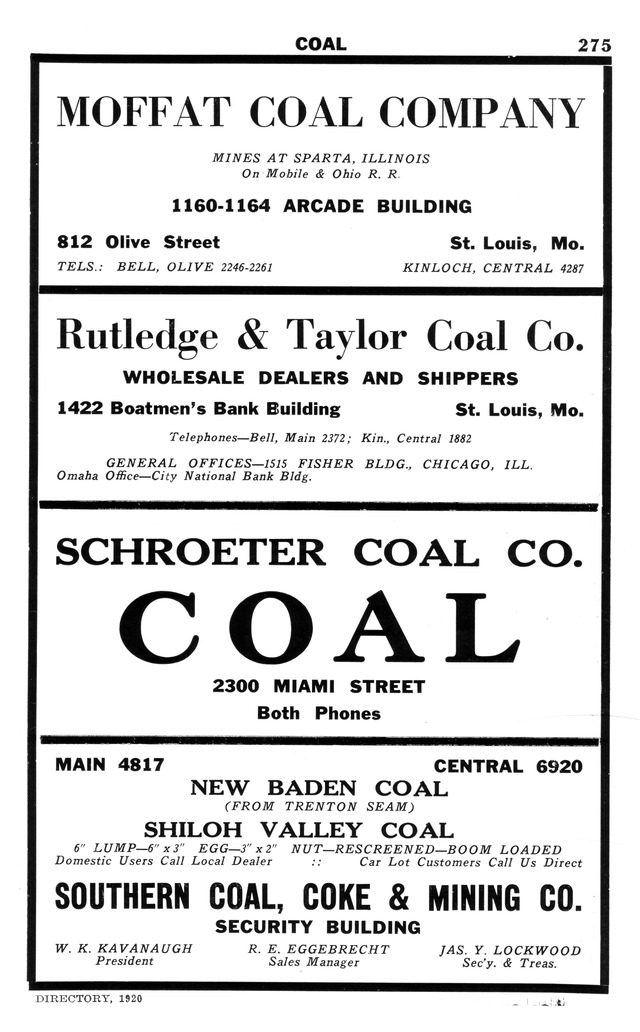 COAL 275
MOFFAT COAL COMPANY
MINES AT SPARTA, ILLINOIS
On Mobile & Ohio R. R.
1160-1164 ARCADE BUILDING
812 Olive Street St. Louis, Mo.
TELS.: BELL, OLIVE 2246-2261 KINLOCH, CENTRAL 4287
Rutledge & Taylor Coal Co.
WHOLESALE DEALERS AND SHIPPERS
1422 Boatmen's Bank Building St. Louis, Mo.
Telephones—Bell, Main 2372; Kin., Central 1882
GENERAL OFFICES—1515 FISHER BLDG., CHICAGO, ILL.
Omaha Office—City National Bank Bldg.
SCHROETER COAL CO.
COAL
2300 MIAMI STREET
Both Phones
MAIN 4817 CENTRAL 6920
NEW BADEN COAL
(FROM TRENTON SEAM)
SHILOH VALLEY COAL
6" LUMP—6" x 3" EGG—3" x 2" NUT—RESCREENED—BOOM LOADED
Domestic Users Call Local Dealer :: Car Lot Customers Call Us Direct
SOUTHERN COAL, COKE & MINING CO.
SECURITY BUILDING
W. K. KAVANAUGH R. E. EGGEBRECHT JAS. Y. LOCKWOOD
President Sales Manager Sec'y. & Treas.
DIRECTORY, 1920